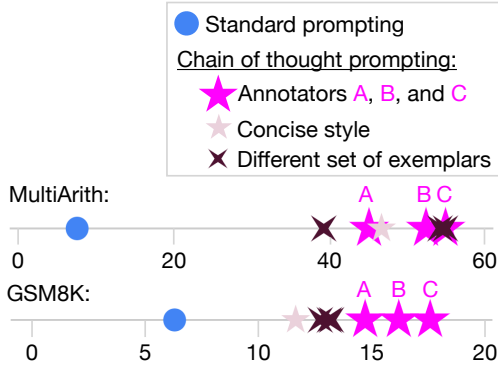 Standard prompting
Chain of thought prompting:
Annotators A, B, and C
Concise style
Different set of exemplars
MultiArith:
A B C
0 20 40 60
GSM8K:
A B C
0 5 10 15 20